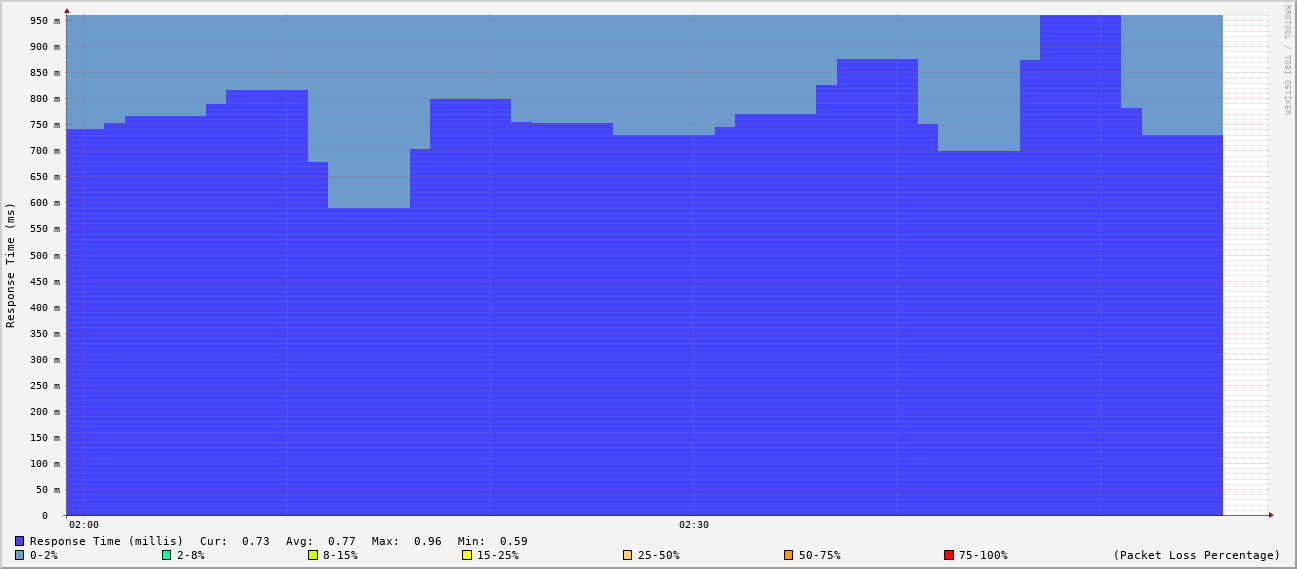 RRDTOOL / TOBI OETIKER
Response Time (ms)
950 m
900 m
850 m
800 m
750 m
700 m
650 m
600 m
550 m
500 m
450 m
400 m
350 m
300 m
250 m
200 m
150 m
100 m
50 m
0
02:00 02:30
Response Time (millis) Cur: 0.73 Avg: 0.77 Max: 0.96 Min: 0.59
0-2% 2-8% 8-15% 15-25% 25-50% 50-75% 75-100% (Packet Loss Percentage)